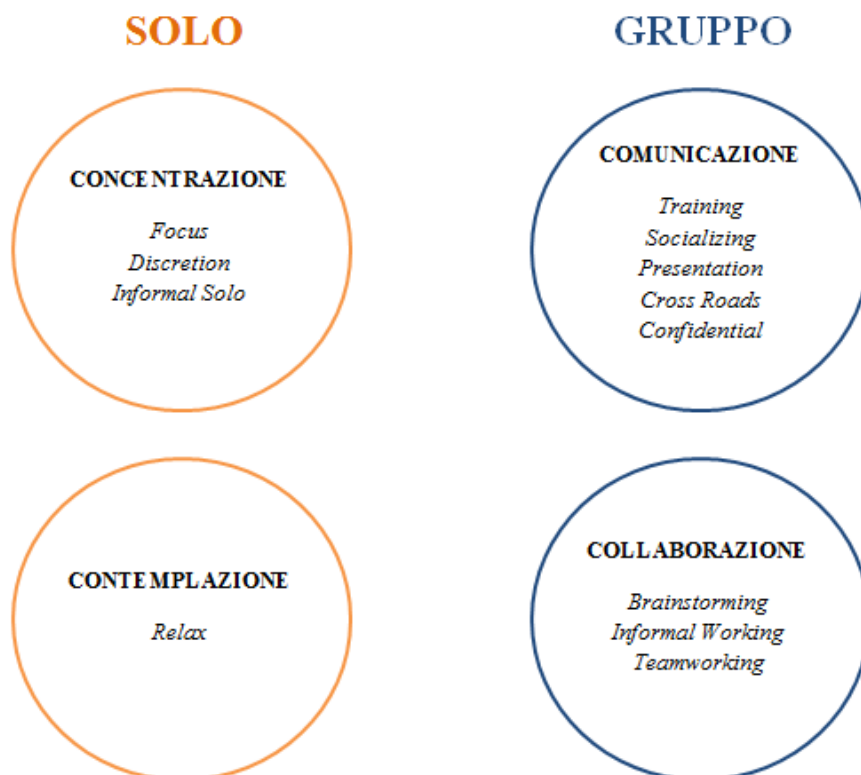 SOLO
GRUPPO
CONCENTRAZIONE
Focus
Discretion
Informal Solo
COMUNICAZIONE
Training
Socializing
Presentation
Cross Roads
Confidential
CONTEMPLAZIONE
Relax
COLLABORAZIONE
Brainstorming
Informal Working
Teamworking